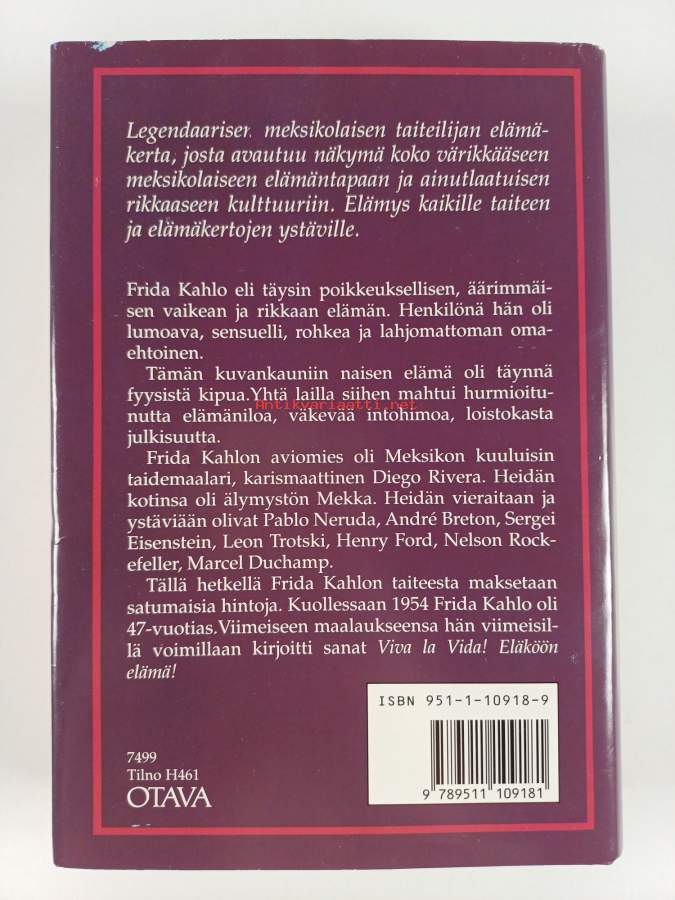 Legendaarisen meksikolaisen taiteilijan elämä-
kerta, josta avautuu näkymä koko värikkääseen
meksikolaiseen elämäntapaan ja ainutlaatuisen
rikkaaseen kulttuuriin. Elämys kaikille taiteen
ja elämäkertojen ystäville.
Frida Kahlo eli täysin poikkeuksellisen, äärimmäi-
sen vaikean ja rikkaan elämän. Henkilönä hän oli
lumoava, sensuelli, rohkea ja lahjomattoman oma-
ehtoinen.
Tämän kuvankauniin naisen elämä oli täynnä
fyysistä kipua.Yhtä lailla siihen mahtui hurmioitu-
Antikvariaatti.net
nutta elämäniloa, väkevää intohimoa, loistokasta
julkisuutta.
Frida Kahlon aviomies oli Meksikon kuuluisin
taidemaalari, karismaattinen Diego Rivera. Heidän
kotinsa oli älymystön Mekka. Heidän vieraitaan ja
ystäviään olivat Pablo Neruda, André Breton, Sergei
Eisenstein, Leon Trotski, Henry Ford, Nelson Rock-
efeller, Marcel Duchamp.
Tällä hetkellä Frida Kahlon taiteesta maksetaan
satumaisia hintoja. Kuollessaan 1954 Frida Kahlo oli
47-vuotias.Viimeiseen maalaukseensa hän viimeisil-
lä voimillaan kirjoitti sanat Viva la Vida! Eläköön
elämä!
ISBN 951-1-10918-9
9 789511 109181
7499
Tilno H461
OTAVA